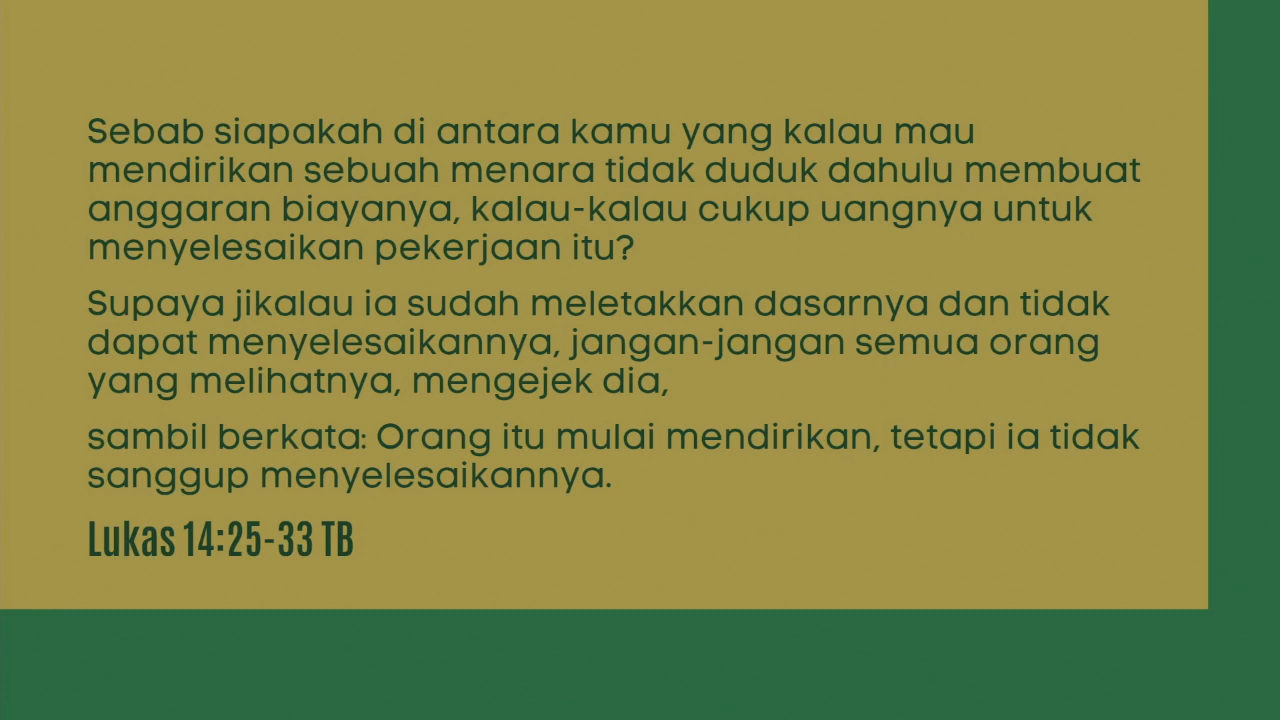 Sebab siapakah di antara kamu yang kalau mau
mendirikan sebuah menara tidak duduk dahulu membuat
anggaran biayanya, kalau-kalau cukup uangnya untuk
menyelesaikan pekerjaan itu?
Supaya jikalau ia sudah meletakkan dasarnya dan tidak
dapat menyelesaikannya, jangan-jangan semua orang
yang melihatnya, mengejek dia,
sambil berkata: Orang itu mulai mendirikan, tetapi ia tidak
sanggup menyelesaikannya.
Lukas 14:25-33 TB